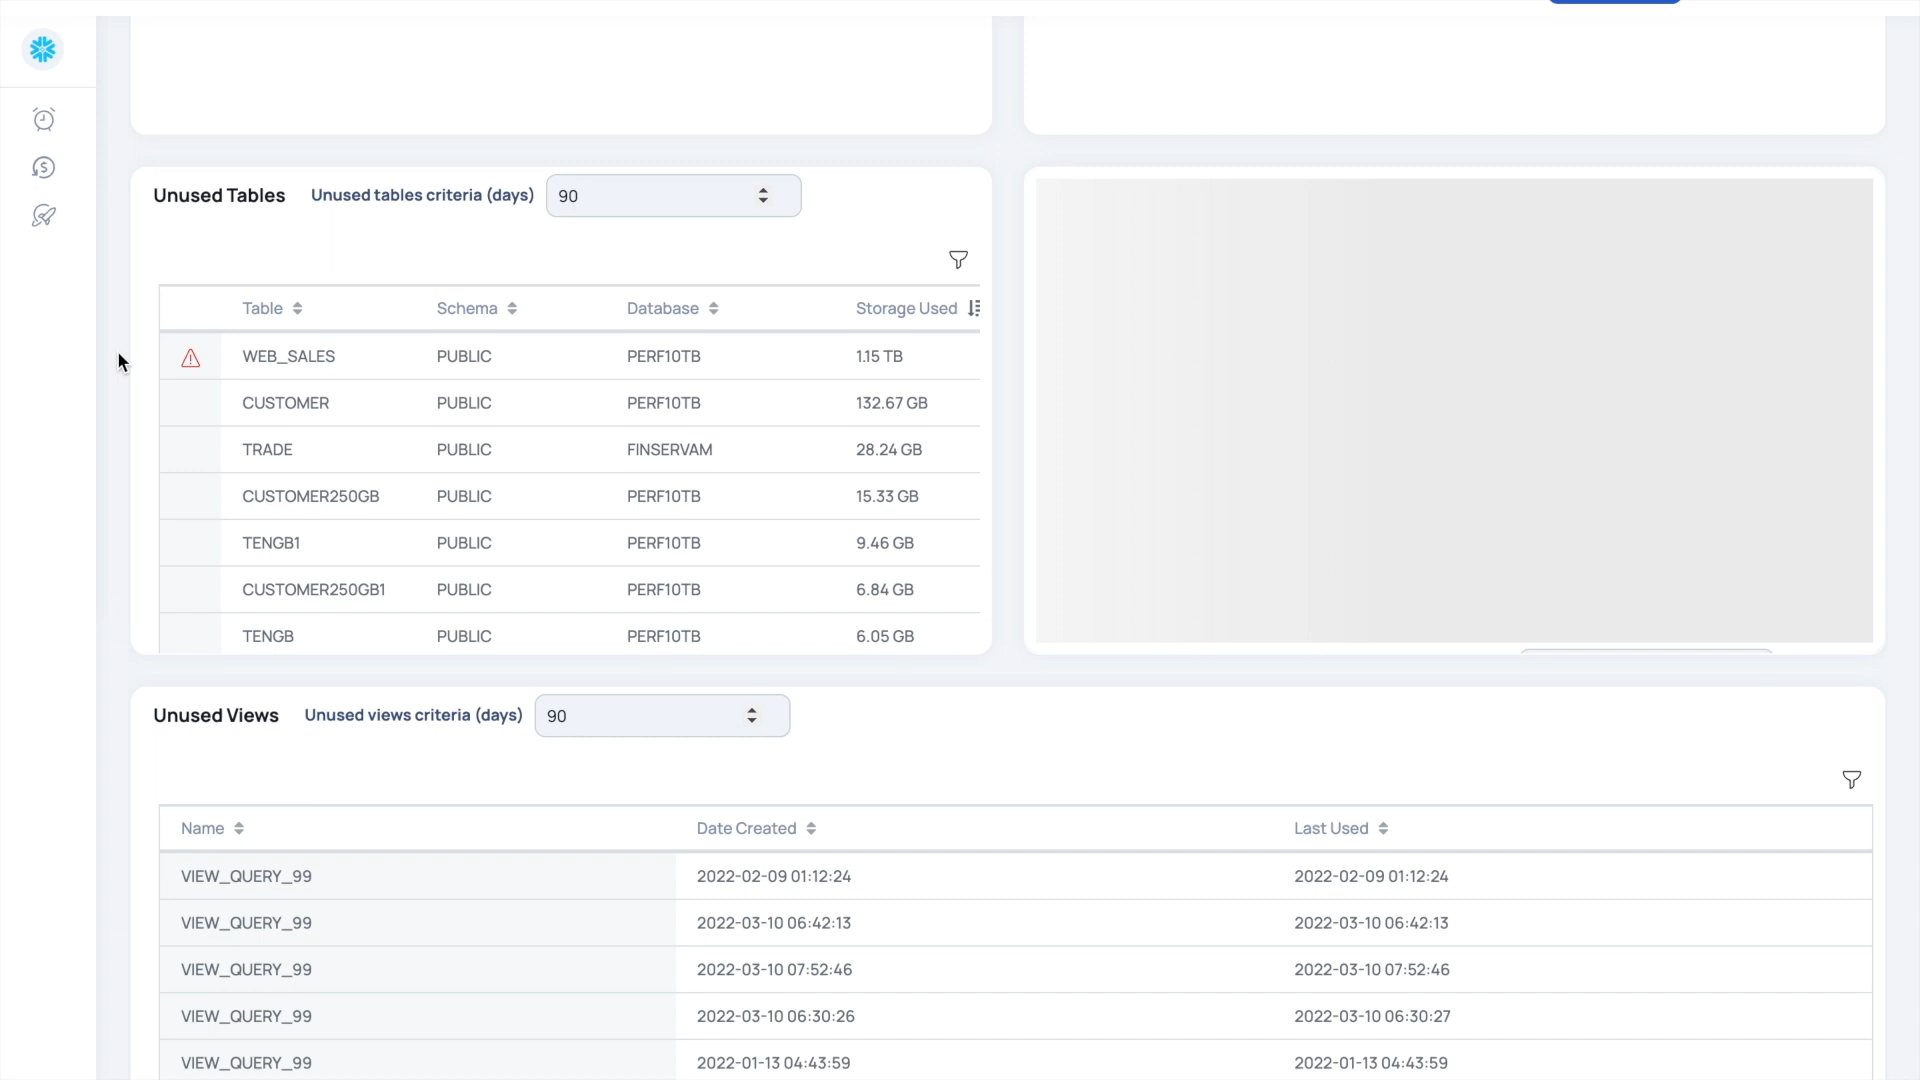 Unused Tables Unused tables criteria (days) 90
Table Schema Database Storage Used
WEB_SALES PUBLIC PERF10TB 1.15 TB
CUSTOMER PUBLIC PERF10TB 132.67 GB
TRADE PUBLIC FINSERVAM 28.24 GB
CUSTOMER250GB PUBLIC PERF10TB 15.33 GB
TENGB1 PUBLIC PERF10TB 9.46 GB
CUSTOMER250GB1 PUBLIC PERF10TB 6.84 GB
TENGB PUBLIC PERF10TB 6.05 GB
Unused Views Unused views criteria (days) 90
Name Date Created Last Used
VIEW_QUERY_99 2022-02-09 01:12:24 2022-02-09 01:12:24
VIEW_QUERY_99 2022-03-10 06:42:13 2022-03-10 06:42:13
VIEW_QUERY_99 2022-03-10 07:52:46 2022-03-10 07:52:46
VIEW_QUERY_99 2022-03-10 06:30:26 2022-03-10 06:30:27
VIEW_QUERY_99 2022-01-13 04:43:59 2022-01-13 04:43:59